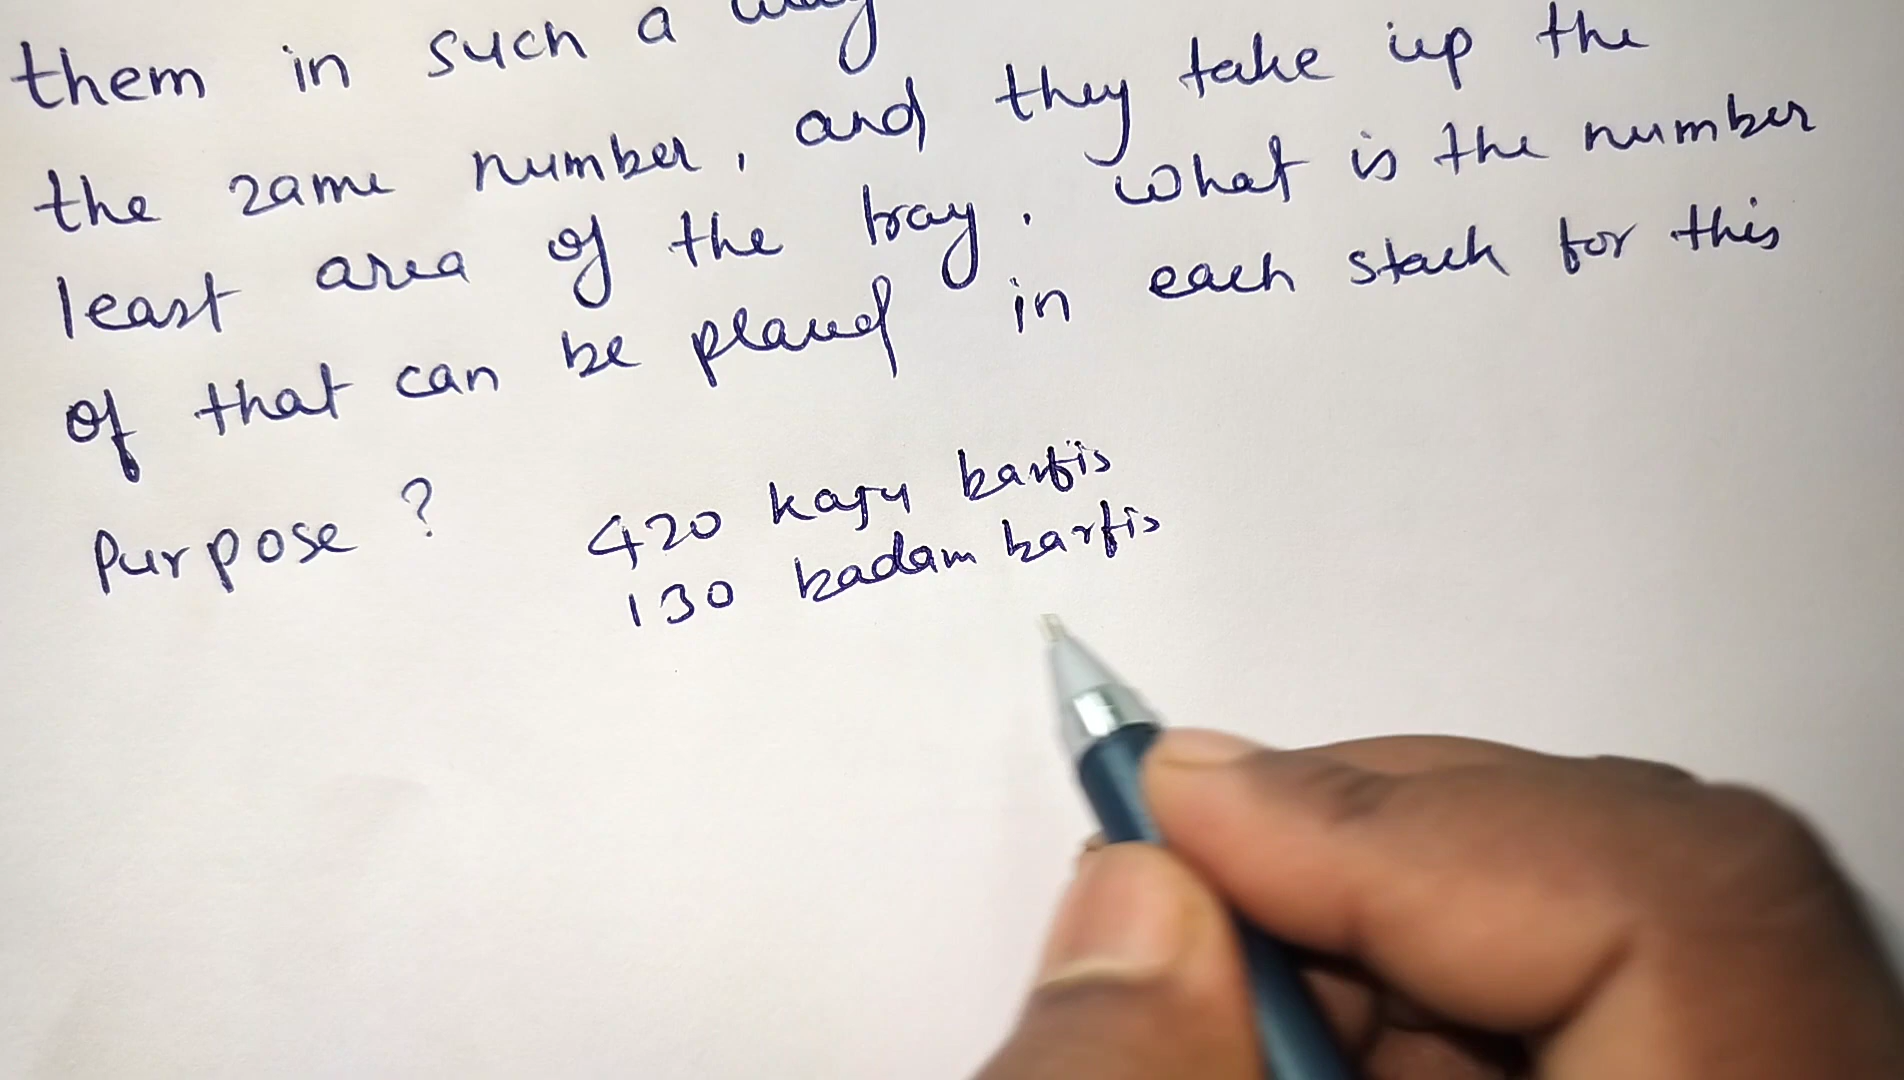 them in such a way
the same number, and they take up the
least area of the tray. What is the number
of that can be placed in each stack for this
Purpose ?
420 kaju barfis
130 badam barfis